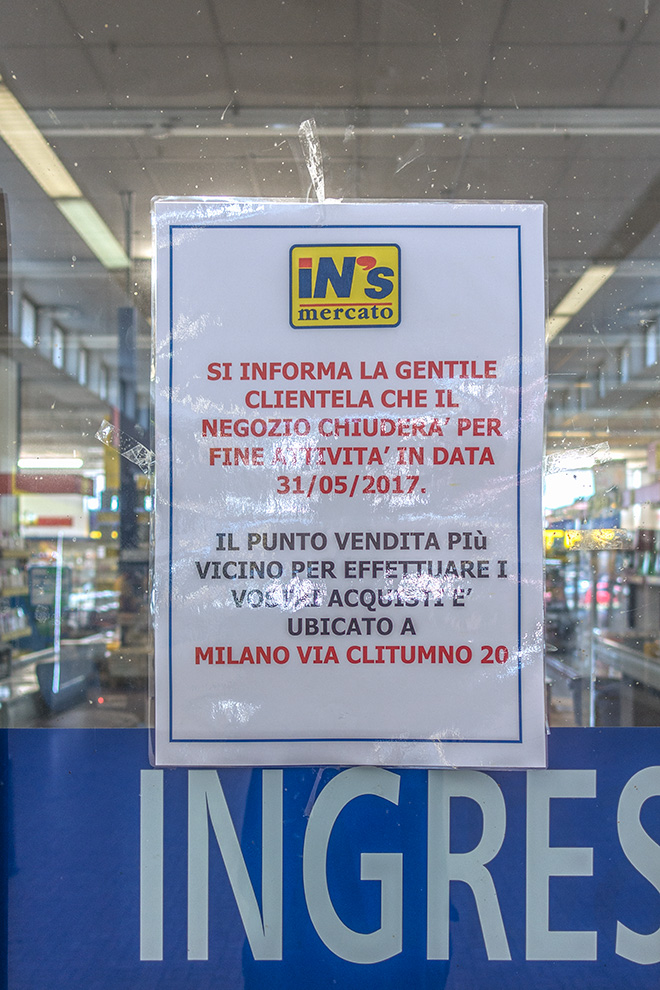 iN's
mercato
SI INFORMA LA GENTILE
CLIENTELA CHE IL
NEGOZIO CHIUDERA' PER
FINE ATTIVITA' IN DATA
31/05/2017.
IL PUNTO VENDITA PIÙ
VICINO PER EFFETTUARE I
VOSTRI ACQUISTI E'
UBICATO A
MILANO VIA CLITUMNO 20
INGRES